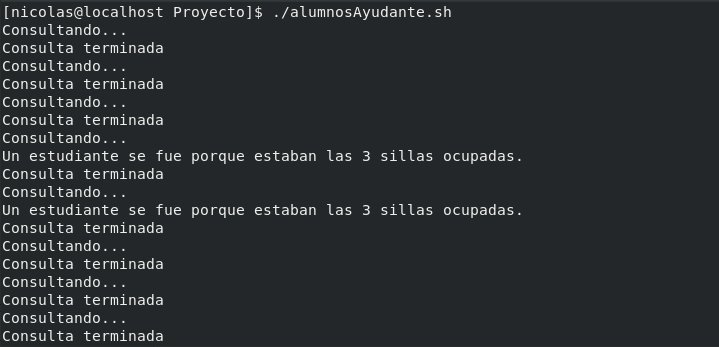 [nicolas@localhost Proyecto]$ ./alumnosAyudante.sh
Consultando...
Consulta terminada
Consultando...
Consulta terminada
Consultando...
Consulta terminada
Consultando...
Un estudiante se fue porque estaban las 3 sillas ocupadas.
Consulta terminada
Consultando...
Un estudiante se fue porque estaban las 3 sillas ocupadas.
Consulta terminada
Consultando...
Consulta terminada
Consultando...
Consulta terminada
Consultando...
Consulta terminada